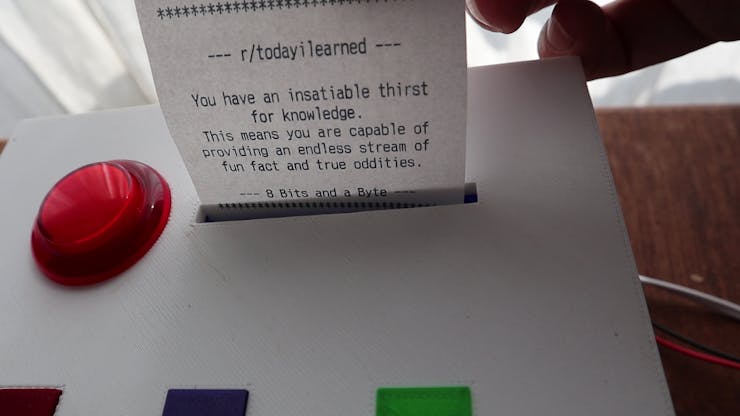 ***********************************
--- r/todayilearned ---
You have an insatiable thirst
for knowledge.
This means you are capable of
providing an endless stream of
fun fact and true oddities.
--- 8 Bits and a Byte ---
***********************************